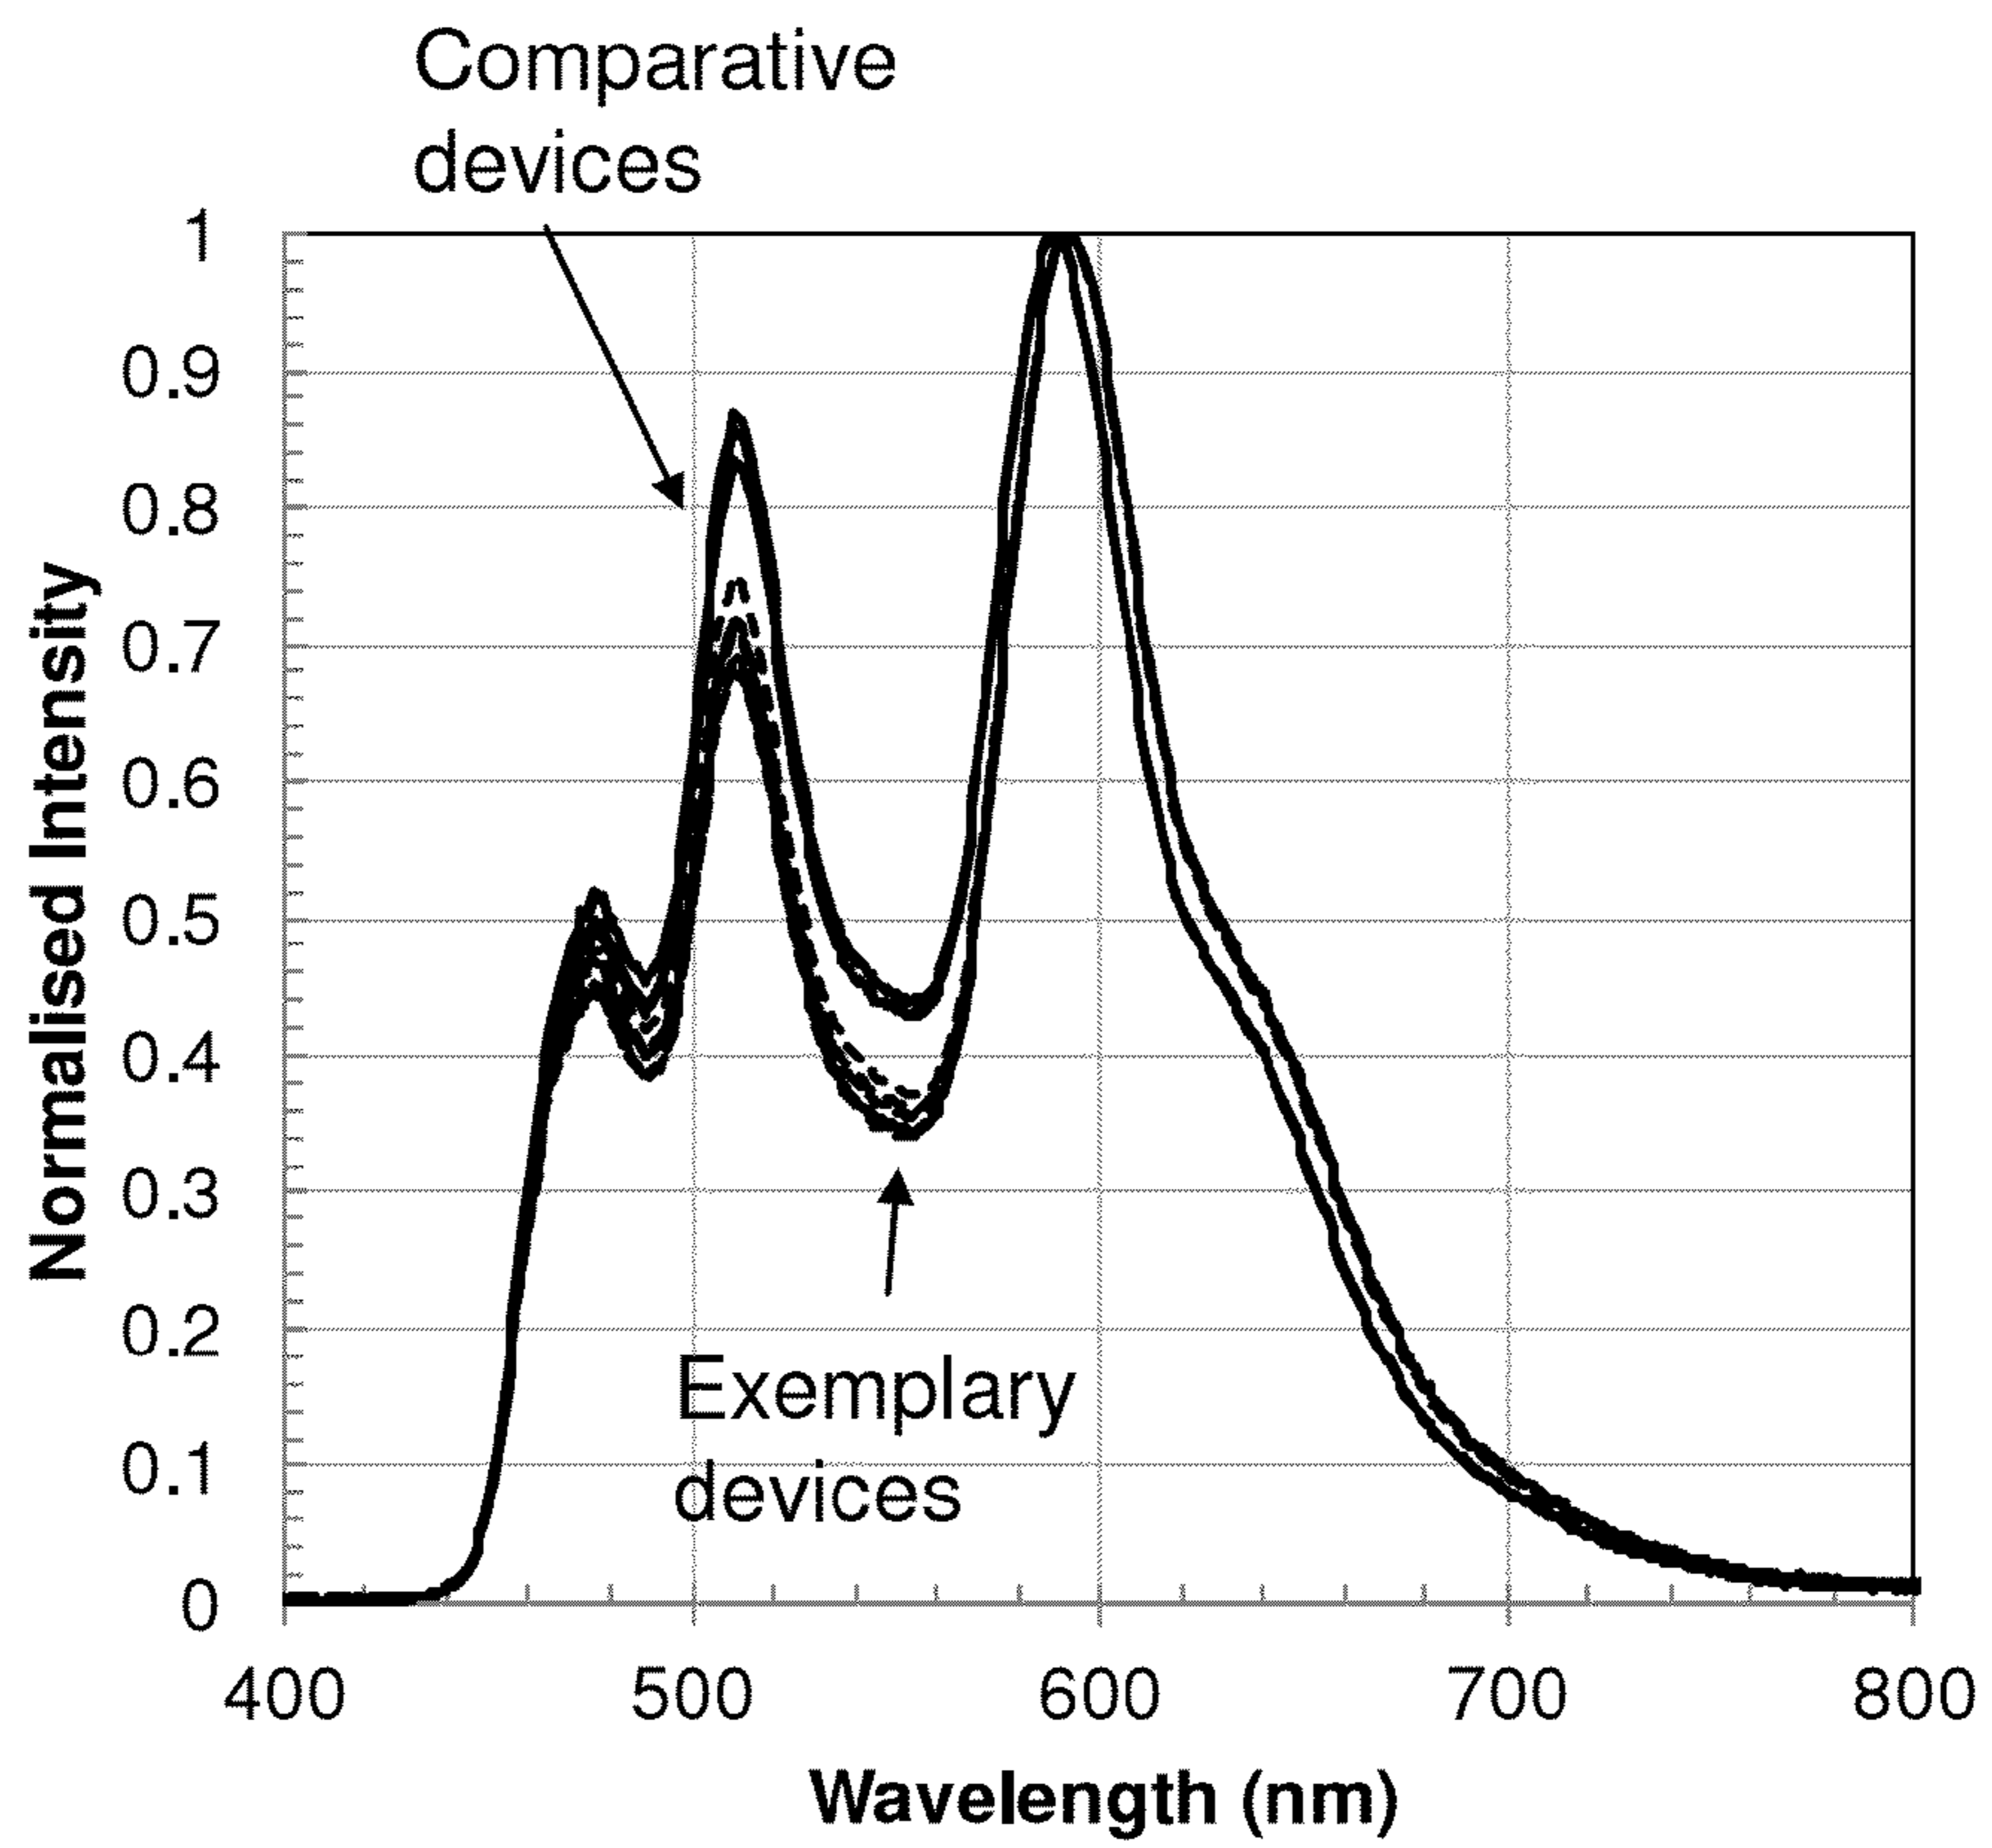 Comparative
devices
1
0.9
0.8
0.7
0.6
0.5
0.4
0.3
0.2
0.1
0
Normalised Intensity
Exemplary
devices
400 500 600 700 800
Wavelength (nm)